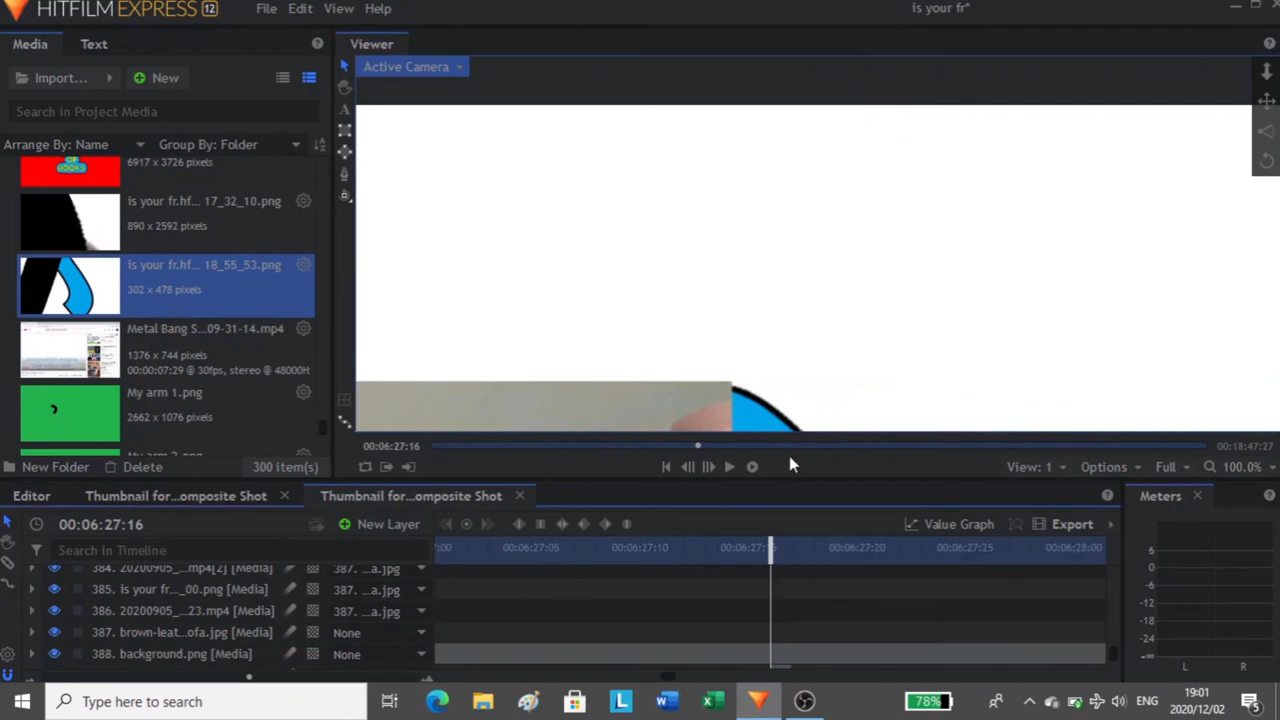 HITFILM EXPRESS 12 File Edit View Help is your fr*
Media Text
Viewer
Import... New
Active Camera
Search in Project Media
Arrange By: Name Group By: Folder
OF
BOOKS
6917 x 3726 pixels
is your fr.hf... 17_32_10.png
890 x 2592 pixels
is your fr.hf... 18_55_53.png
302 x 478 pixels
Metal Bang S...09-31-14.mp4
1376 x 744 pixels
00:00:07:29 @ 30fps, stereo @ 48000H
My arm 1.png
2662 x 1076 pixels
00:06:27:16 00:18:47:27
New Folder Delete 300 item(s)
View: 1 Options Full 100.0%
Editor Thumbnail for...omposite Shot Thumbnail for...omposite Shot
Meters
00:06:27:16 New Layer Value Graph Export
Search in Timeline
:00 00:06:27:05 00:06:27:10 00:06:27:15 00:06:27:20 00:06:27:25 00:06:28:00
384. 20200905_...mp4[2] [Media] 387. ...a.jpg
385. is your fr..._00.png [Media] 387. ...a.jpg
386. 20200905_...23.mp4 [Media] 387. ...a.jpg
387. brown-leat...ofa.jpg [Media] None
388. background.png [Media] None
6
0
-6
-12
-18
-24
-∞
L R
Type here to search
78%
ENG
19:01
2020/12/02
5